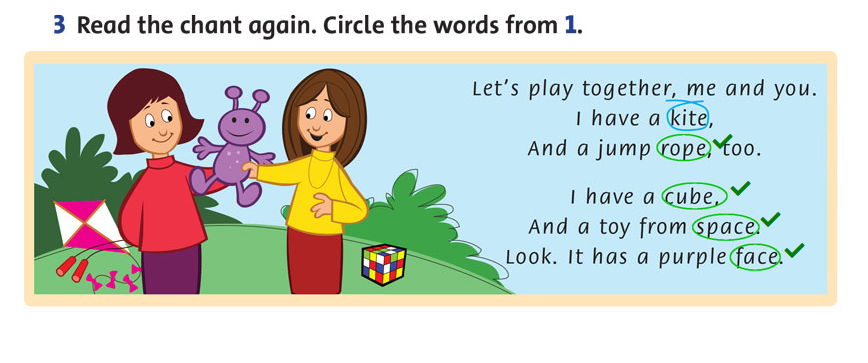 3 Read the chant again. Circle the words from 1.
Let's play together, me and you.
I have a kite,
And a jump rope, too.
I have a cube,
And a toy from space.
Look. It has a purple face.